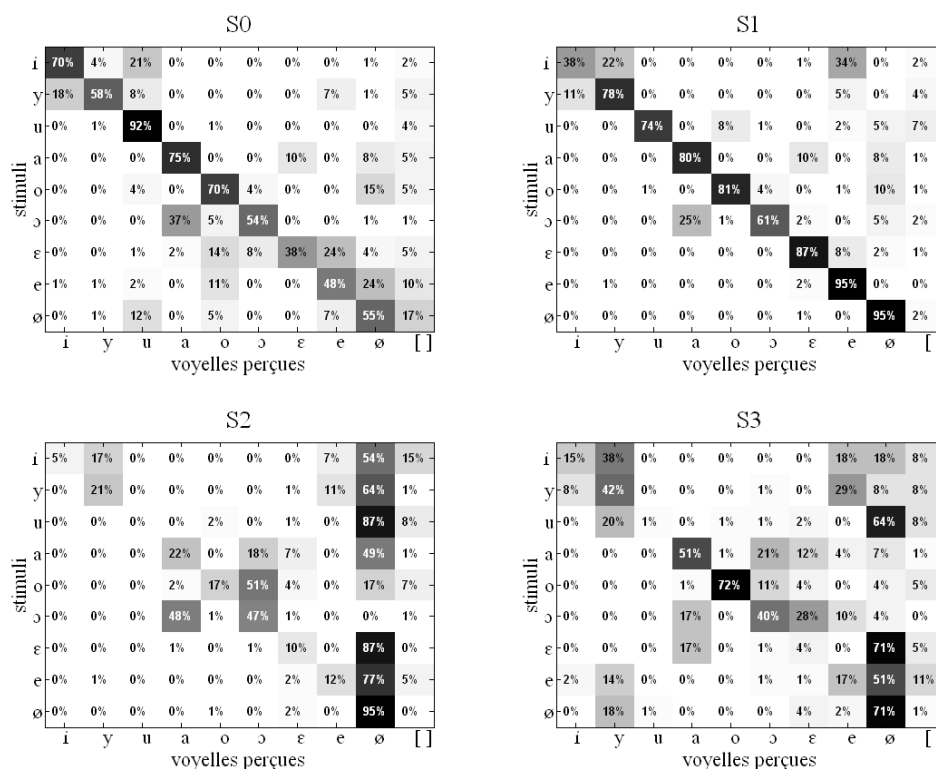 S0
i 70% 4% 21% 0% 0% 0% 0% 0% 1% 2%
y 18% 58% 8% 0% 0% 0% 0% 7% 1% 5%
u 0% 1% 92% 0% 1% 0% 0% 0% 0% 4%
a 0% 0% 0% 75% 0% 0% 10% 0% 8% 5%
o 0% 0% 4% 0% 70% 4% 0% 0% 15% 5%
ɔ 0% 0% 0% 37% 5% 54% 0% 0% 1% 1%
ε 0% 0% 1% 2% 14% 8% 38% 24% 4% 5%
e 1% 1% 2% 0% 11% 0% 0% 48% 24% 10%
ø 0% 1% 12% 0% 5% 0% 0% 7% 55% 17%
i y u a o ɔ ε e ø [ ]
voyelles perçues
stimuli
S1
i 38% 22% 0% 0% 0% 0% 0% 34% 0% 2%
y 11% 78% 0% 0% 0% 0% 0% 5% 0% 4%
u 0% 0% 74% 0% 8% 1% 0% 2% 5% 7%
a 0% 0% 0% 80% 0% 0% 10% 0% 8% 1%
o 0% 0% 0% 0% 81% 4% 0% 1% 10% 1%
ɔ 0% 0% 0% 25% 1% 61% 2% 0% 5% 2%
ε 0% 0% 0% 0% 0% 0% 87% 8% 2% 1%
e 0% 1% 0% 0% 0% 0% 2% 95% 0% 0%
ø 0% 0% 0% 0% 0% 0% 0% 0% 95% 2%
i y u a o ɔ ε e ø [
voyelles perçues
stimuli
S2
i 5% 17% 0% 0% 0% 0% 0% 7% 54% 15%
y 0% 21% 0% 0% 0% 0% 1% 11% 64% 1%
u 0% 0% 0% 0% 2% 0% 1% 0% 87% 8%
a 0% 0% 0% 22% 0% 18% 7% 0% 49% 1%
o 0% 0% 0% 2% 17% 51% 4% 0% 17% 7%
ɔ 0% 0% 0% 48% 1% 47% 1% 0% 0% 1%
ε 0% 0% 0% 1% 0% 1% 10% 0% 87% 0%
e 0% 1% 0% 0% 0% 0% 2% 12% 77% 5%
ø 0% 0% 1% 0% 1% 0% 2% 0% 95% 0%
i y u a o ɔ ε e ø [ ]
voyelles perçues
stimuli
S3
i 15% 38% 0% 0% 0% 0% 0% 18% 18% 8%
y 8% 42% 0% 0% 0% 1% 0% 29% 8% 8%
u 0% 20% 1% 0% 1% 1% 2% 0% 64% 8%
a 0% 0% 0% 51% 1% 21% 12% 4% 7% 1%
o 0% 0% 0% 1% 72% 11% 4% 0% 4% 5%
ɔ 0% 0% 0% 17% 0% 40% 28% 10% 4% 0%
ε 0% 0% 0% 17% 0% 1% 4% 0% 71% 5%
e 2% 14% 0% 0% 0% 1% 1% 17% 51% 11%
ø 0% 18% 1% 0% 0% 0% 4% 2% 71% 1%
i y u a o ɔ ε e ø [
voyelles perçues
stimuli